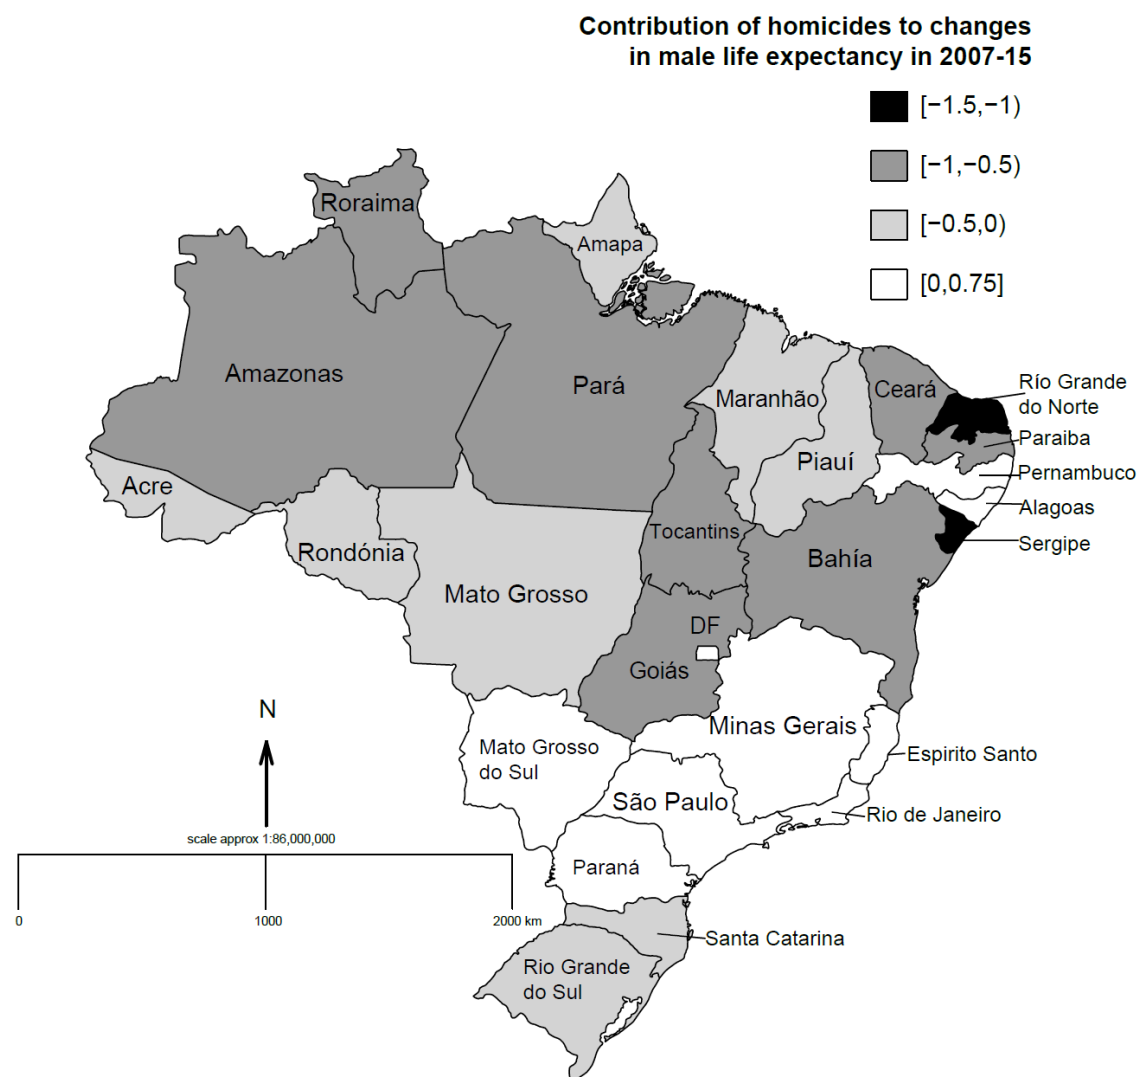 Contribution of homicides to changes
in male life expectancy in 2007-15
[−1.5,−1)
[−1,−0.5)
[−0.5,0)
[0,0.75]
Roraima
Amapa
Amazonas
Pará
Maranhão
Ceará
Río Grande
do Norte
Paraiba
Piauí
Pernambuco
Acre
Alagoas
Tocantins
Sergipe
Rondónia
Bahía
Mato Grosso
DF
Goiás
N
Minas Gerais
Mato Grosso
do Sul
Espirito Santo
São Paulo
Rio de Janeiro
scale approx 1:86,000,000
Paraná
0
1000
2000 km
Santa Catarina
Rio Grande
do Sul